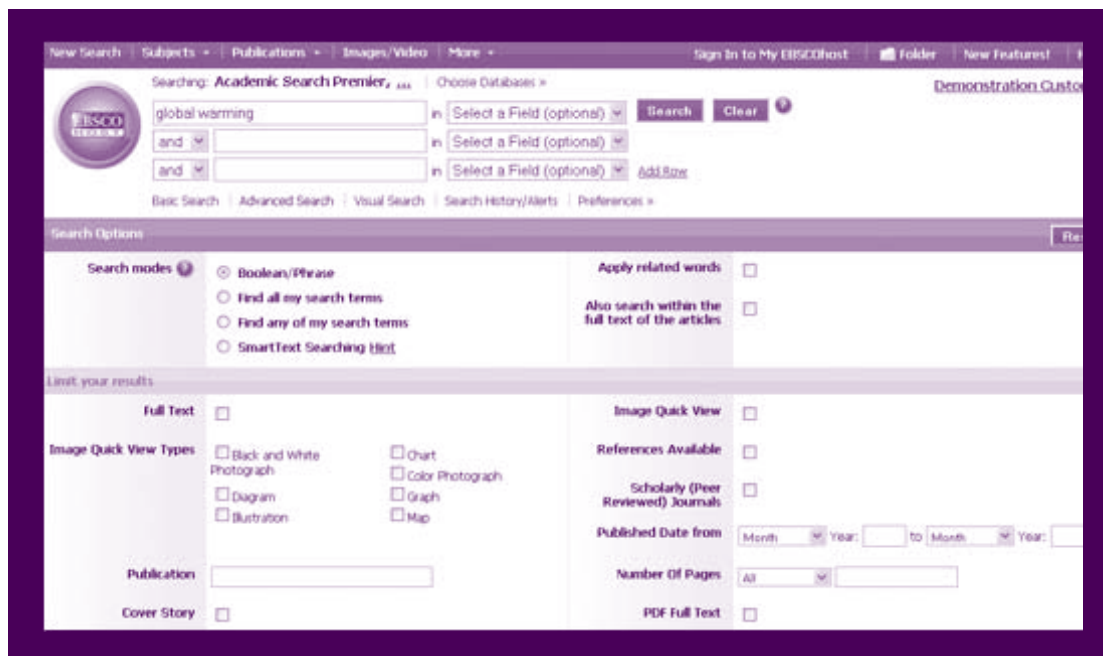 New Search Subjects Publications Images/Video More Sign In to My EBSCOhost Folder New Features!
Searching: Academic Search Premier, ... Choose Databases »
Demonstration Custo
EBSCO
HOST
global warming in Select a Field (optional) Search Clear ?
and in Select a Field (optional)
and in Select a Field (optional) Add Row
Basic Search Advanced Search Visual Search Search History/Alerts Preferences »
Search Options Re
Search modes ? Boolean/Phrase
Find all my search terms
Find any of my search terms
SmartText Searching Hint
Apply related words
Also search within the
full text of the articles
Limit your results
Full Text
Image Quick View
Image Quick View Types Black and White
Photograph
Chart
Color Photograph
Diagram Graph
Illustration Map
References Available
Scholarly (Peer
Reviewed) Journals
Published Date from Month Year: to Month Year:
Publication
Number Of Pages All
Cover Story
PDF Full Text